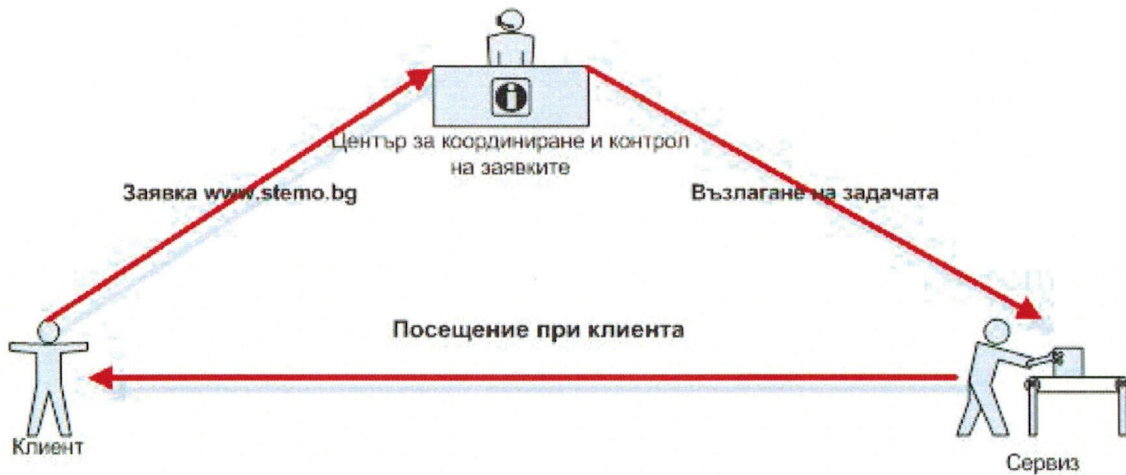 Център за координиране и контрол
на заявките
Заявка www.stemo.bg
Възлагане на задачата
Посещение при клиента
Клиент
Сервиз